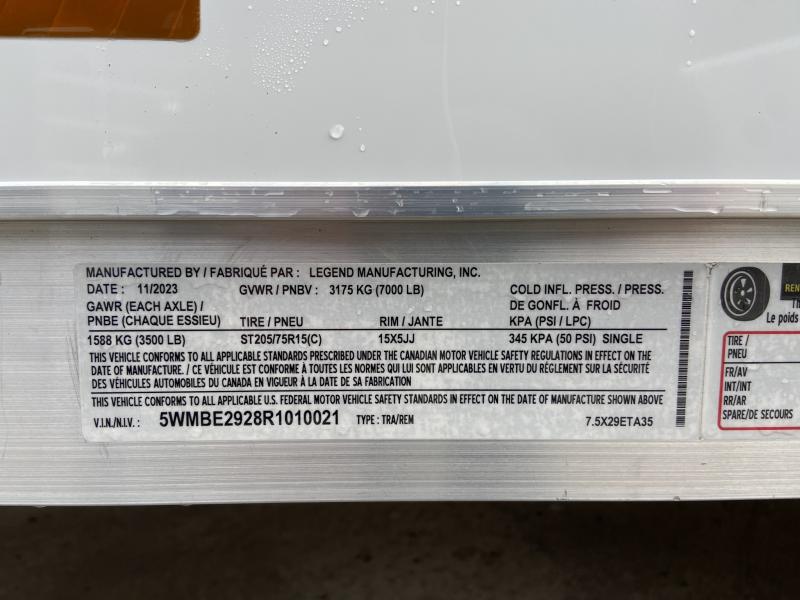 MANUFACTURED BY / FABRIQUÉ PAR : LEGEND MANUFACTURING, INC.
DATE : 11/2023 GVWR / PNBV : 3175 KG (7000 LB) COLD INFL. PRESS. / PRESS.
GAWR (EACH AXLE) / DE GONFL. À FROID
PNBE (CHAQUE ESSIEU) TIRE / PNEU RIM / JANTE KPA (PSI / LPC)
1588 KG (3500 LB) ST205/75R15(C) 15X5JJ 345 KPA (50 PSI) SINGLE
THIS VEHICLE CONFORMS TO ALL APPLICABLE STANDARDS PRESCRIBED UNDER THE CANADIAN MOTOR VEHICLE SAFETY REGULATIONS IN EFFECT ON THE
DATE OF MANUFACTURE. / CE VÉHICULE EST CONFORME À TOUTES LES NORMES QUI LUI SONT APPLICABLES EN VERTU DU RÈGLEMENT SUR LA SÉCURITÉ
DES VÉHICULES AUTOMOBILES DU CANADA EN VIGUEUR À LA DATE DE SA FABRICATION
THIS VEHICLE CONFORMS TO ALL APPLICABLE U.S. FEDERAL MOTOR VEHICLE SAFETY STANDARDS IN EFFECT ON THE DATE OF MANUFACTURE SHOWN ABOVE
V.I.N./N.I.V. : 5WMBE2928R1010021 TYPE : TRA/REM 7.5X29ETA35
REN
Le poids
TIRE /
PNEU
FR/AV
INT/INT
RR/AR
SPARE/DE SECOURS